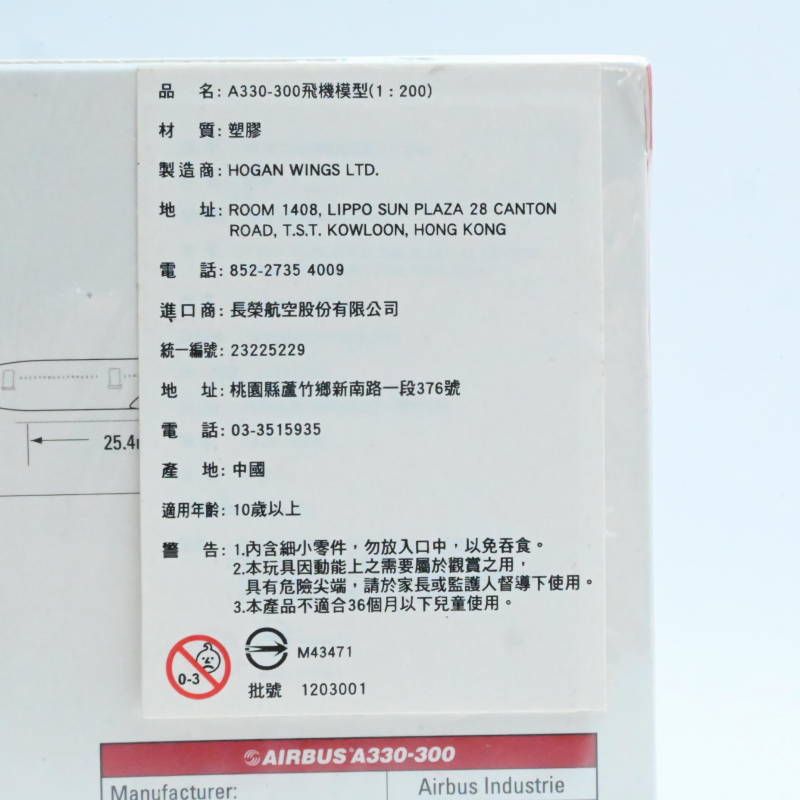 品 名: A330-300飛機模型(1:200)
材 質: 塑膠
製造商: HOGAN WINGS LTD.
地 址: ROOM 1408, LIPPO SUN PLAZA 28 CANTON
ROAD, T.S.T. KOWLOON, HONG KONG
電 話: 852-2735 4009
進口商: 長榮航空股份有限公司
統一編號: 23225229
地 址: 桃園縣蘆竹鄉新南路一段376號
電 話: 03-3515935
產 地: 中國
適用年齡: 10歲以上
警 告: 1.內含細小零件，勿放入口中，以免吞食。
2.本玩具因動能上之需要屬於觀賞之用，
具有危險尖端，請於家長或監護人督導下使用。
3.本產品不適合36個月以下兒童使用。
0-3
M43471
批號 1203001
25.4
AIRBUS A330-300
Manufacturer: Airbus Industrie